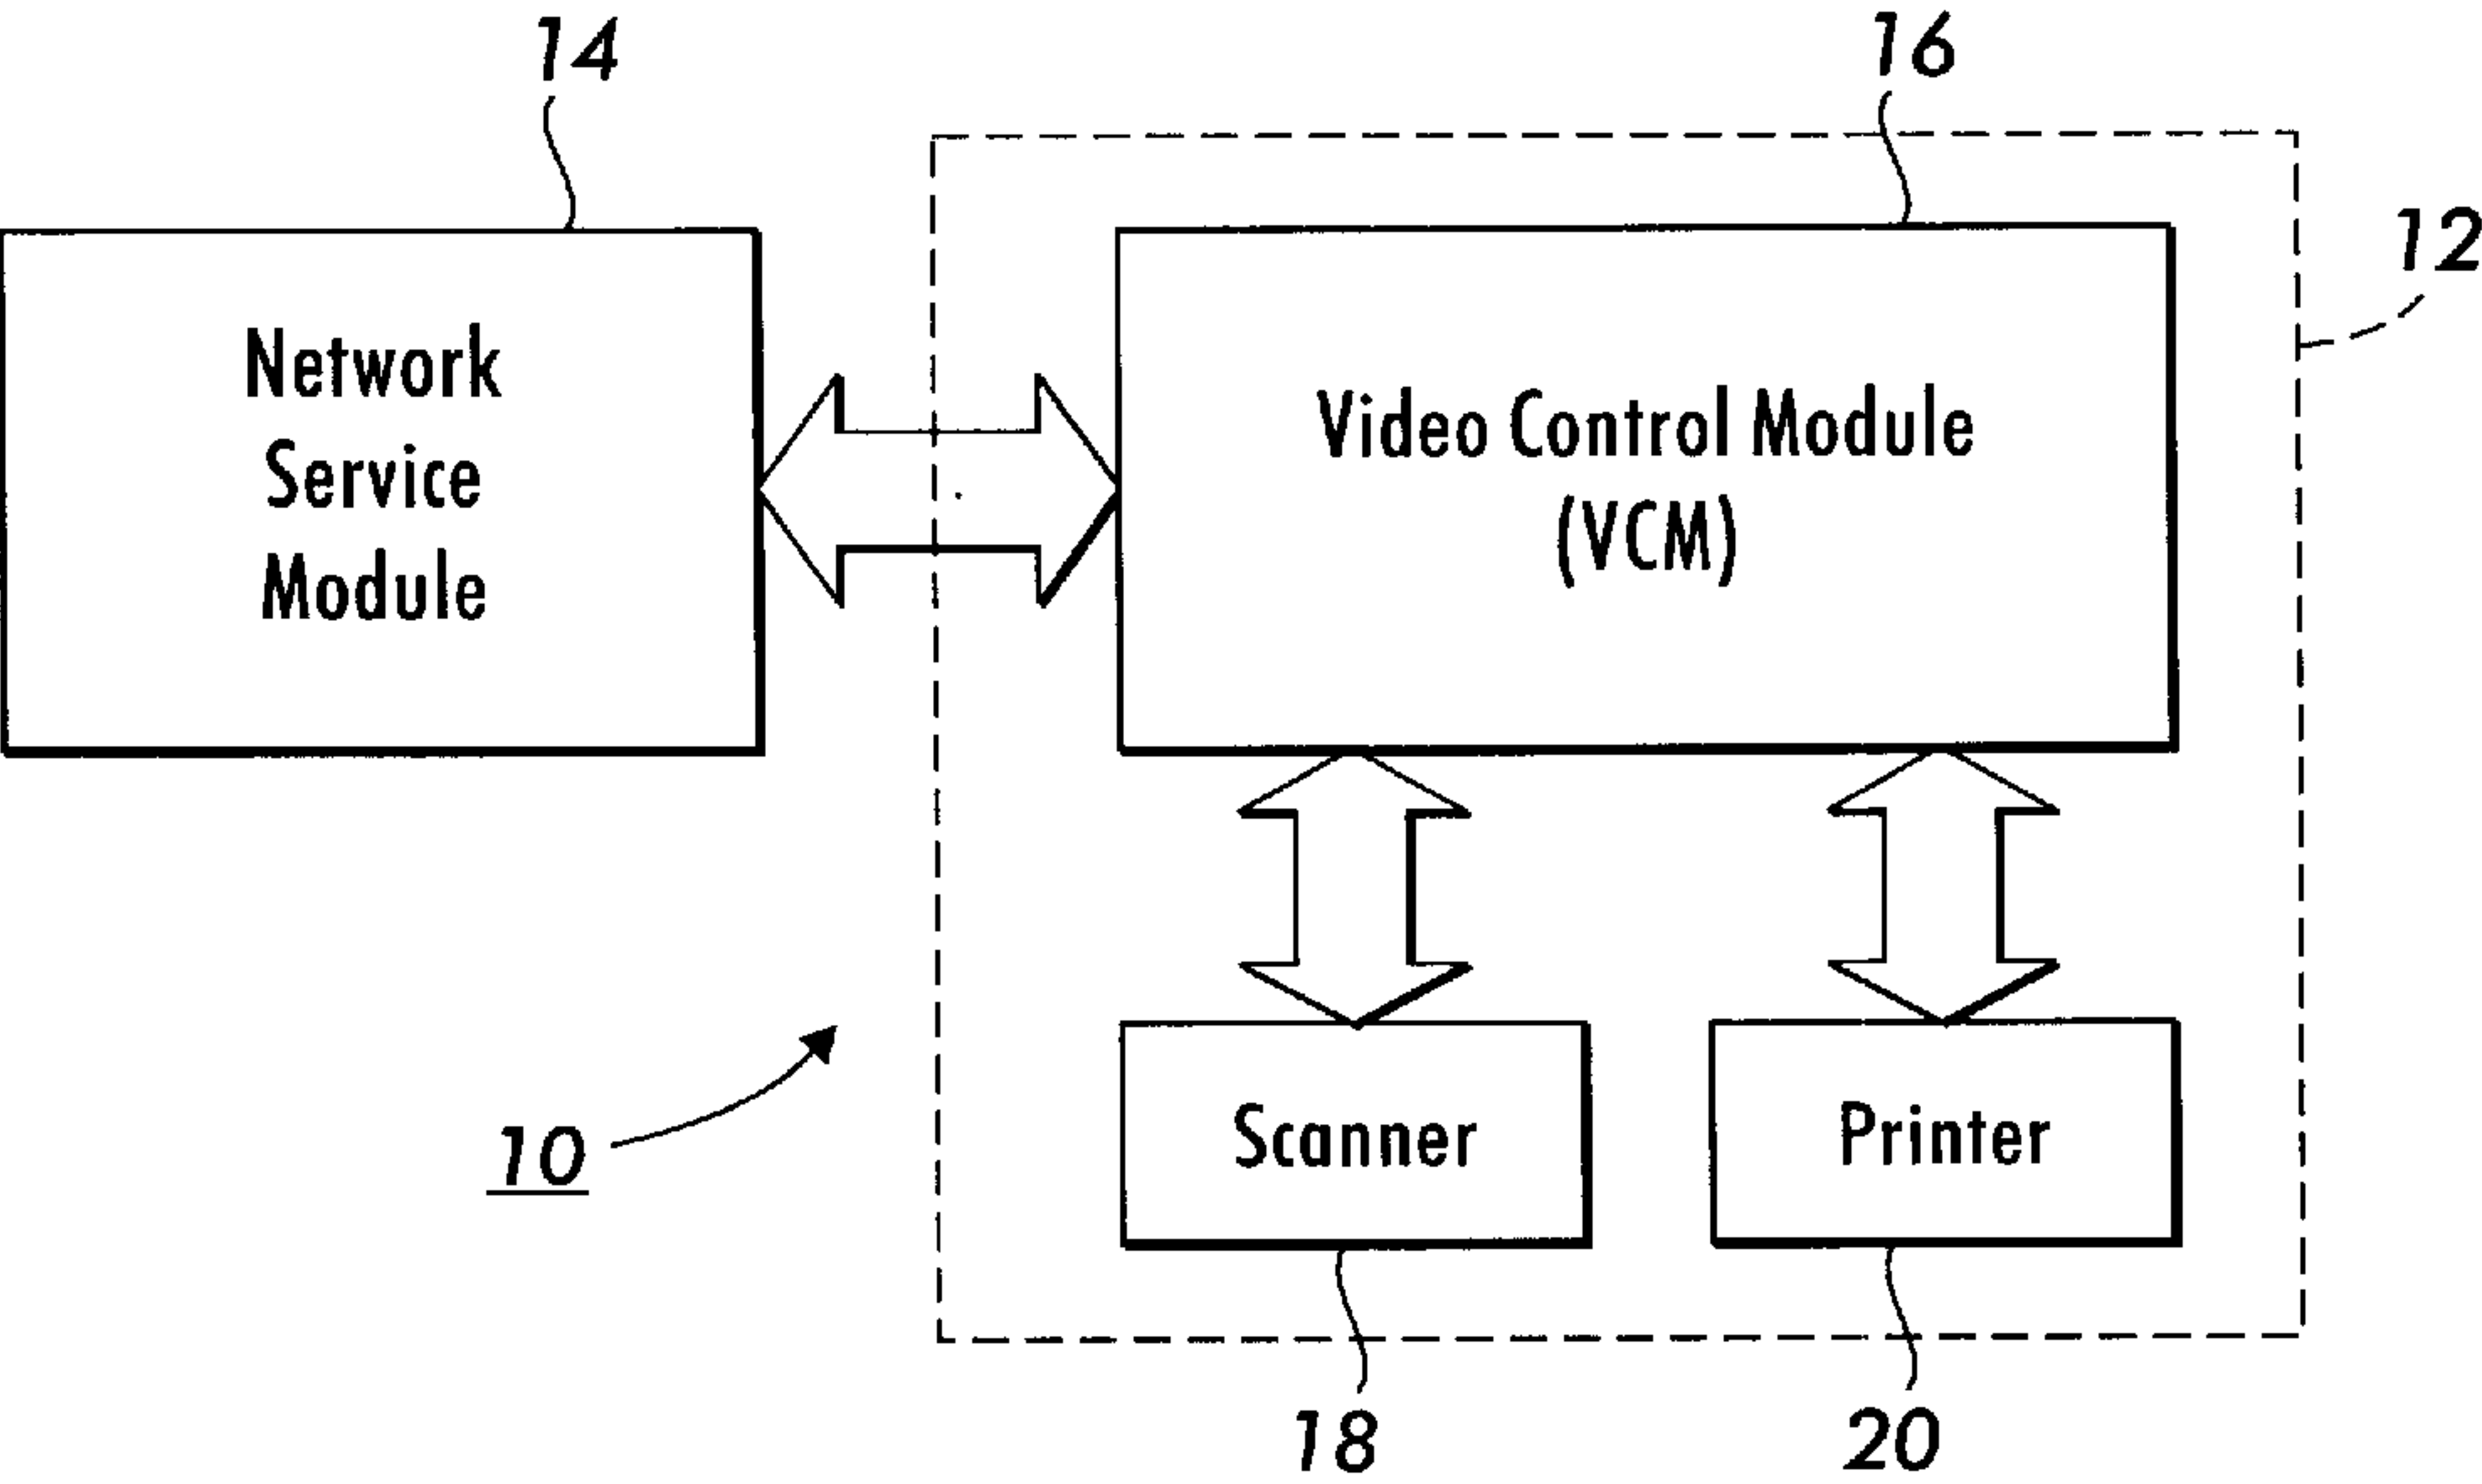 14
16
12
Network
Service
Module
Video Control Module
(VCM)
10
Scanner
Printer
18
20